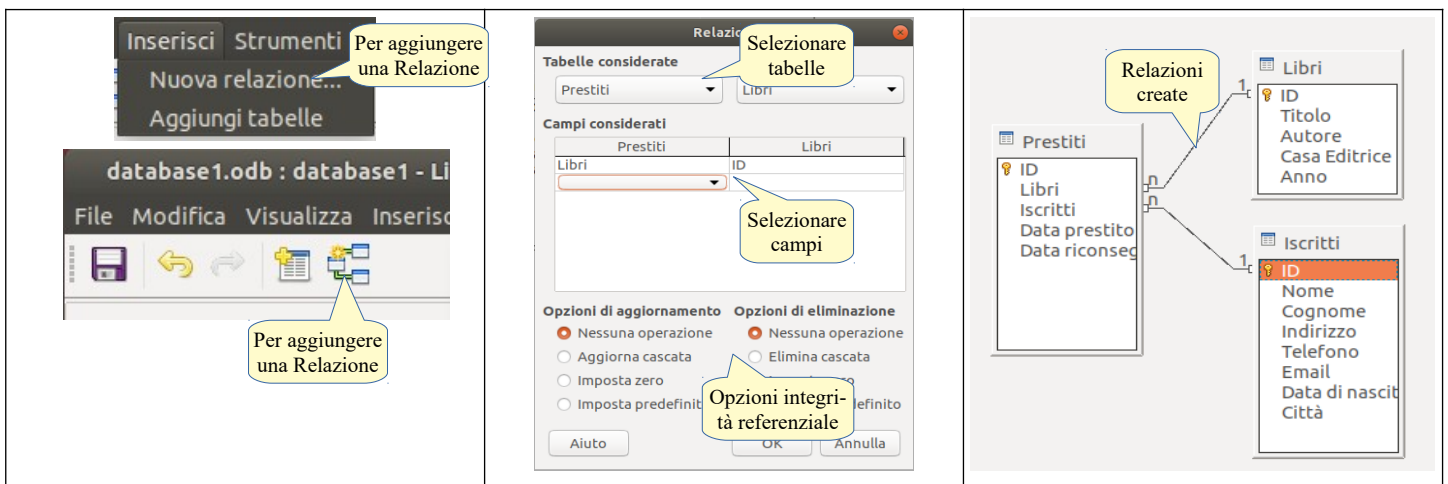 Inserisci Strumenti
Per aggiungere
una Relazione
Nuova relazione...
Aggiungi tabelle
database1.odb : database1 - Li
File Modifica Visualizza Inserisc
Per aggiungere
una Relazione
Relazio
Selezionare
tabelle
Tabelle considerate
Prestiti Libri
Campi considerati
Prestiti Libri
Libri ID
Selezionare
campi
Opzioni di aggiornamento Opzioni di eliminazione
Nessuna operazione Nessuna operazione
Aggiorna cascata Elimina cascata
Imposta zero
Imposta predefinit efinito
Opzioni integri-
tà referenziale
Aiuto OK Annulla
Relazioni
create
Prestiti
ID
Libri
Iscritti
Data prestito
Data riconseg
n
n
1
1
Libri
ID
Titolo
Autore
Casa Editrice
Anno
Iscritti
ID
Nome
Cognome
Indirizzo
Telefono
Email
Data di nascit
Città